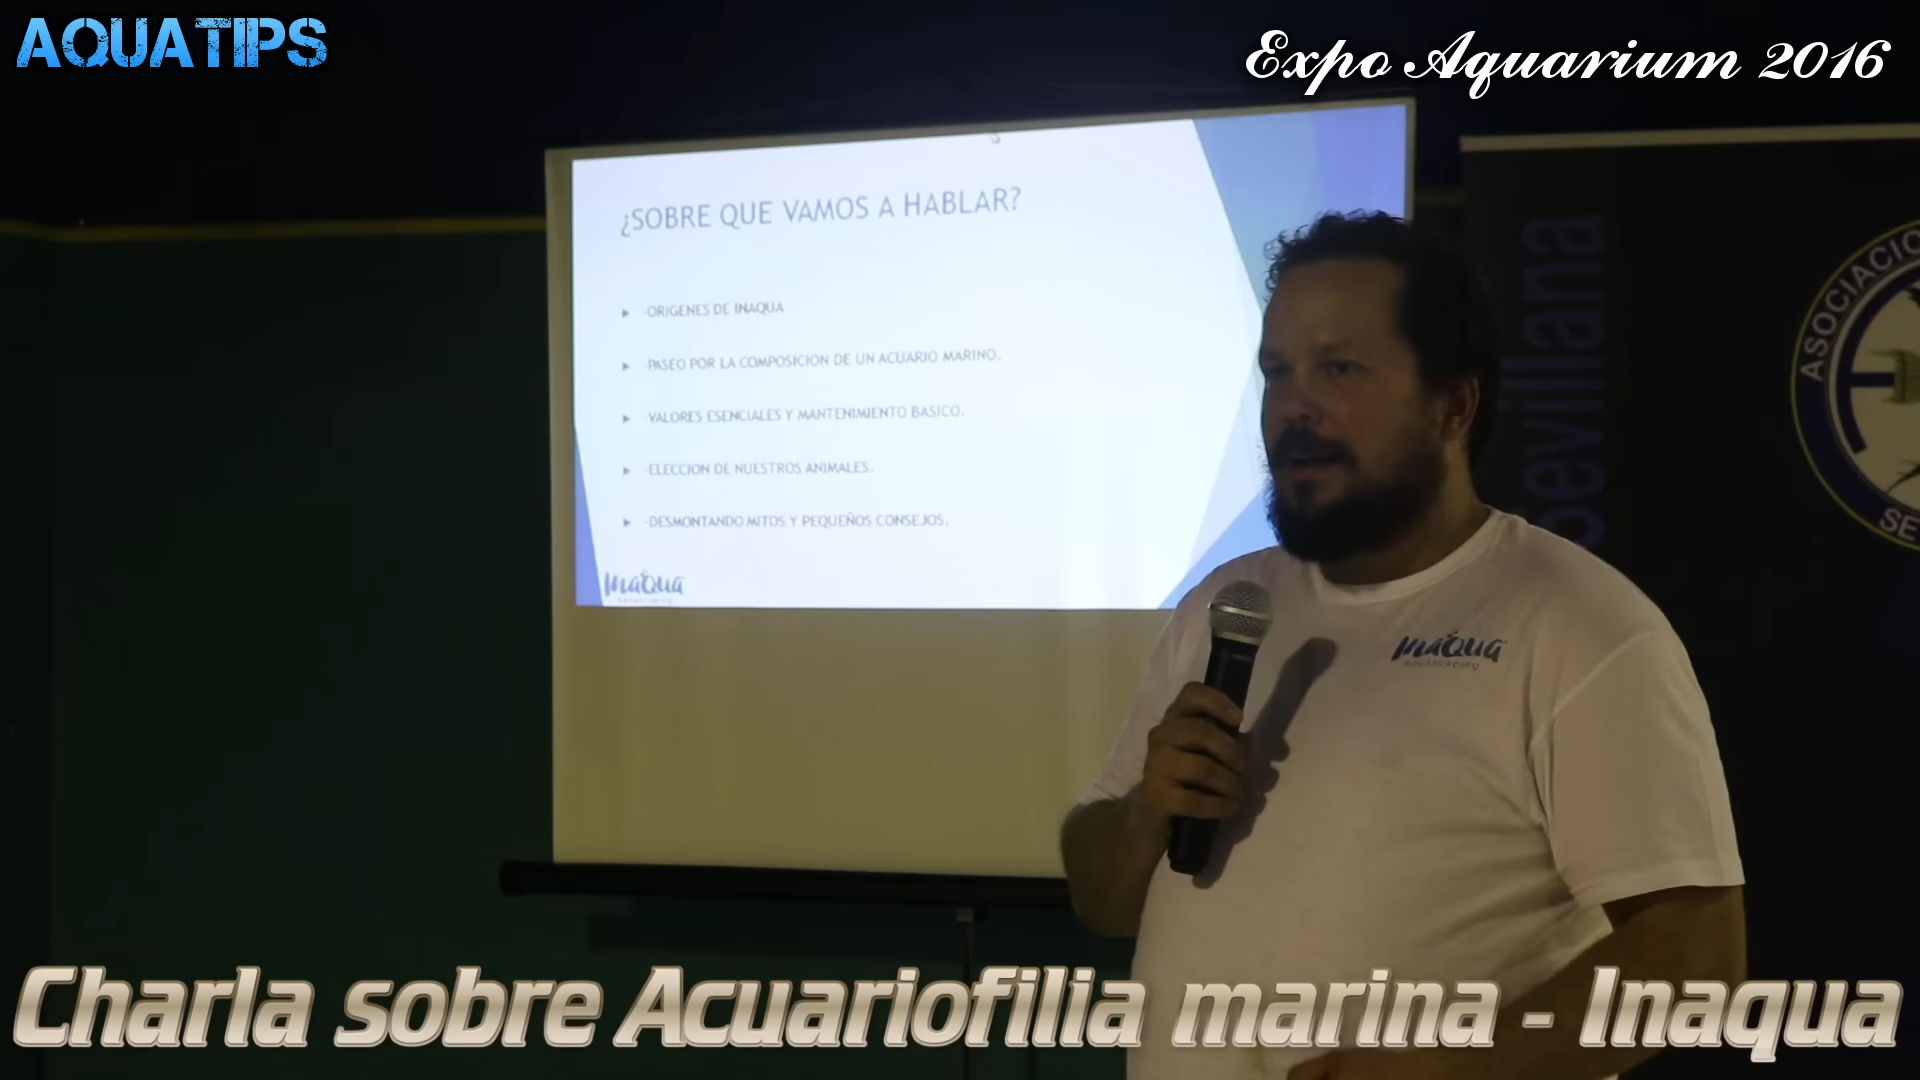 AQUATIPS
Expo Aquarium 2016
¿SOBRE QUE VAMOS A HABLAR?
-ORIGENES DE INAQUA
-PASEO POR LA COMPOSICION DE UN ACUARIO MARINO.
-VALORES ESENCIALES Y MANTENIMIENTO BASICO.
-ELECCION DE NUESTROS ANIMALES.
-DESMONTANDO MITOS Y PEQUEÑOS CONSEJOS.
InaQua
InaQua
Aquascaping
sevillana
ASOCIACIO
SE
Charla sobre Acuariofilia marina - Inaqua